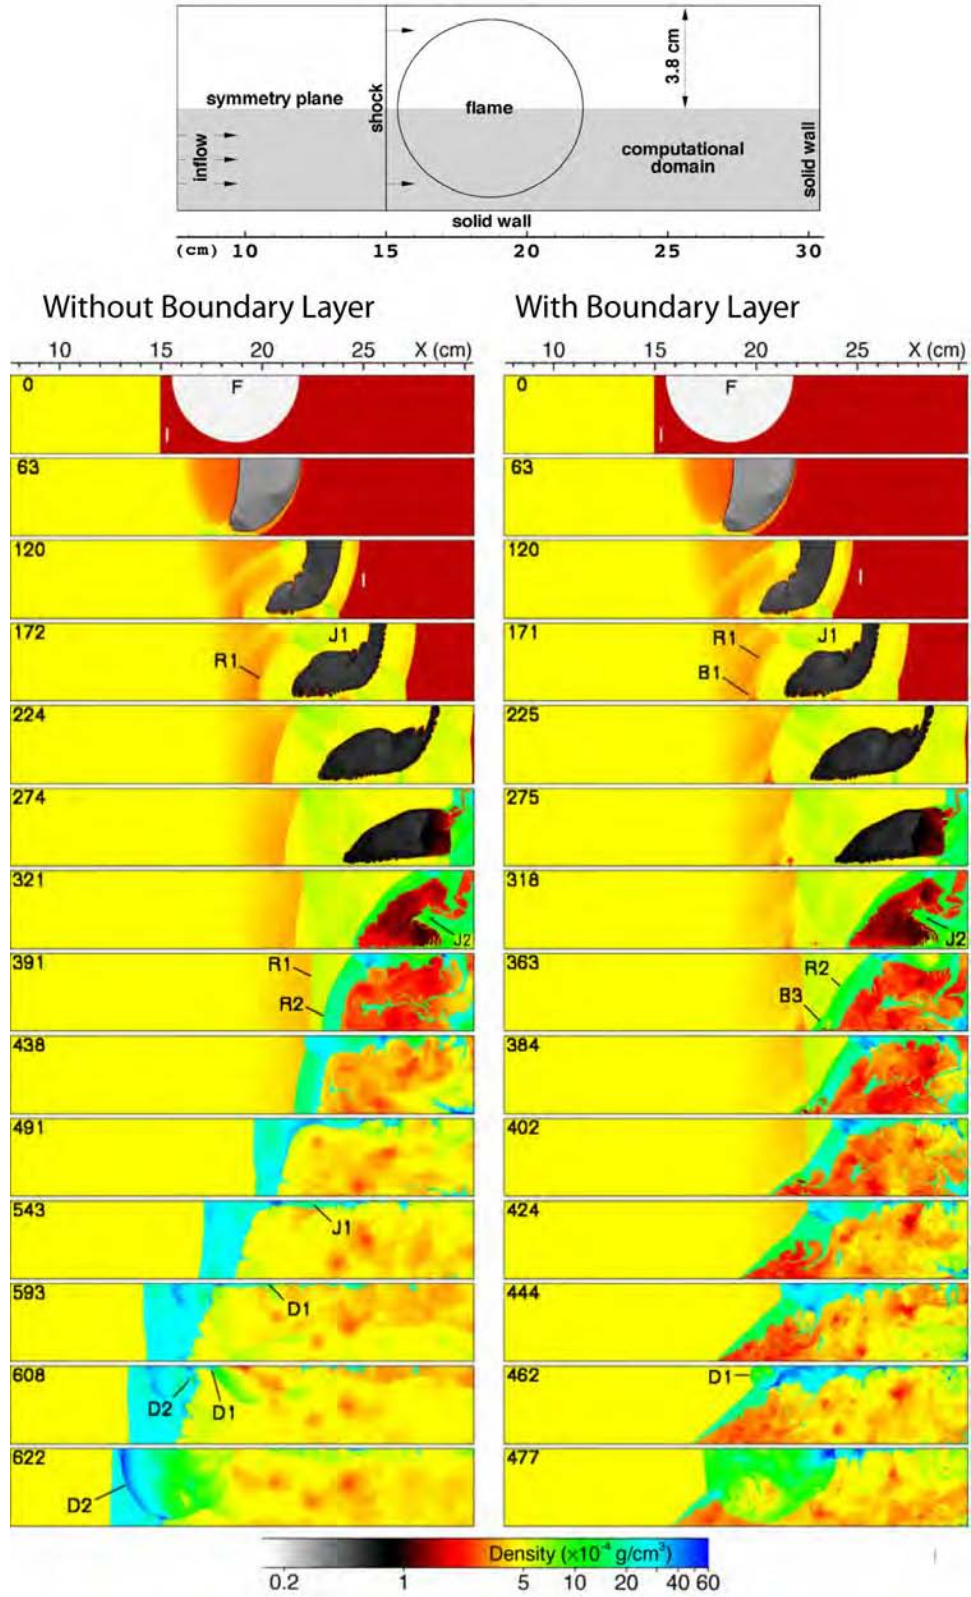 3.8 cm
symmetry plane
shock
flame
inflow
computational
domain
solid wall
solid wall
(cm) 10 15 20 25 30
Without Boundary Layer
With Boundary Layer
10 15 20 25 X (cm)
10 15 20 25 X (cm)
0 F
I
0 F
I
63
63
120
I
120
I
172 J1
R1
171 R1 J1
B1
224
225
274
275
321
J2
318
J2
391 R1
R2
363 R2
B3
438
384
491
402
543
J1
424
593
D1
444
608
D2 D1
462 D1
622
D2
477
Density (×10⁻⁴ g/cm³)
0.2 1 5 10 20 40 60